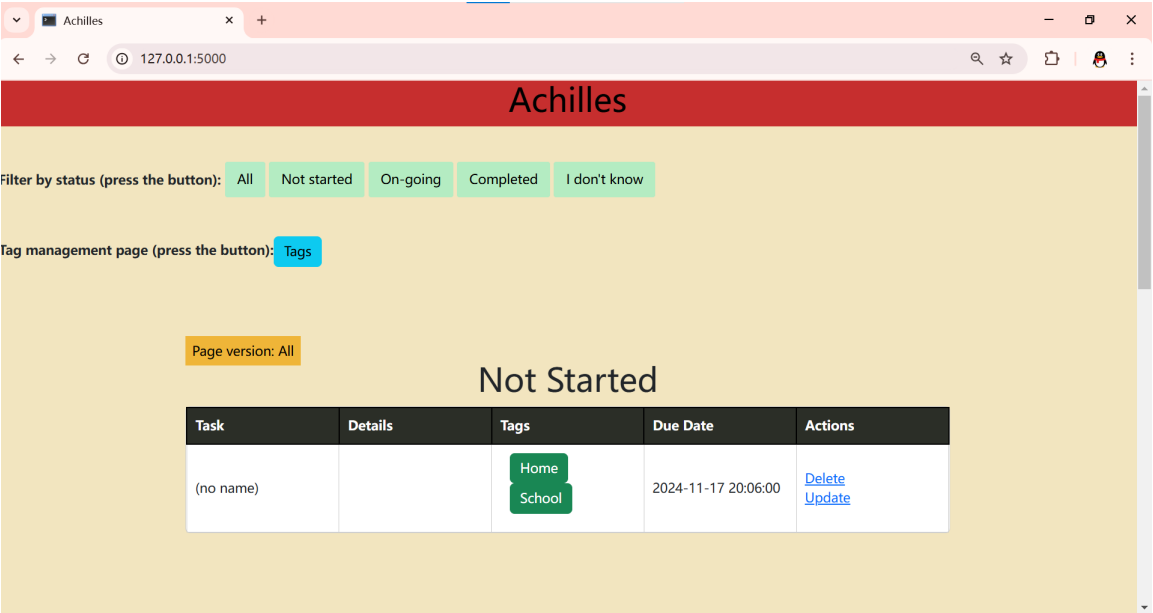 Achilles
127.0.0.1:5000
Achilles
Filter by status (press the button): All Not started On-going Completed I don't know
Tag management page (press the button): Tags
Page version: All
Not Started
Task Details Tags Due Date Actions
(no name) Home School 2024-11-17 20:06:00 Delete Update